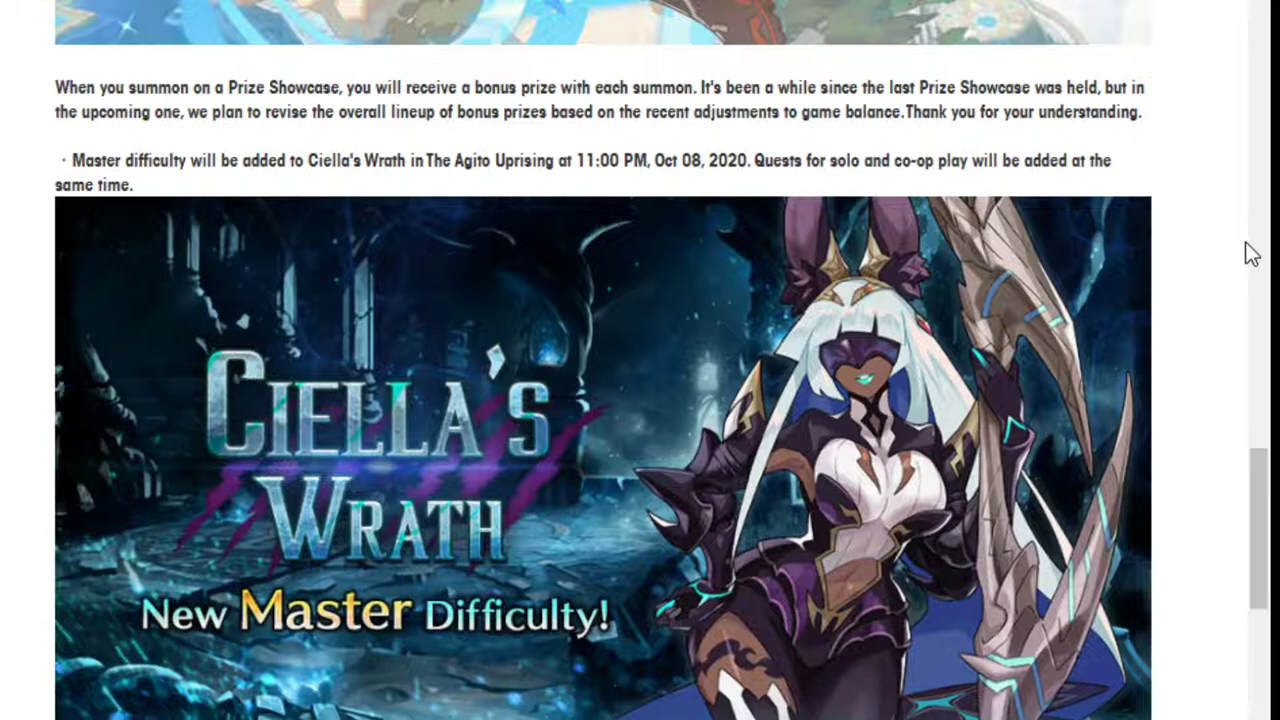 When you summon on a Prize Showcase, you will receive a bonus prize with each summon. It's been a while since the last Prize Showcase was held, but in
the upcoming one, we plan to revise the overall lineup of bonus prizes based on the recent adjustments to game balance.Thank you for your understanding.
・Master difficulty will be added to Ciella's Wrath in The Agito Uprising at 11:00 PM, Oct 08, 2020. Quests for solo and co-op play will be added at the
same time.
CIELLA'S
WRATH
New Master Difficulty!